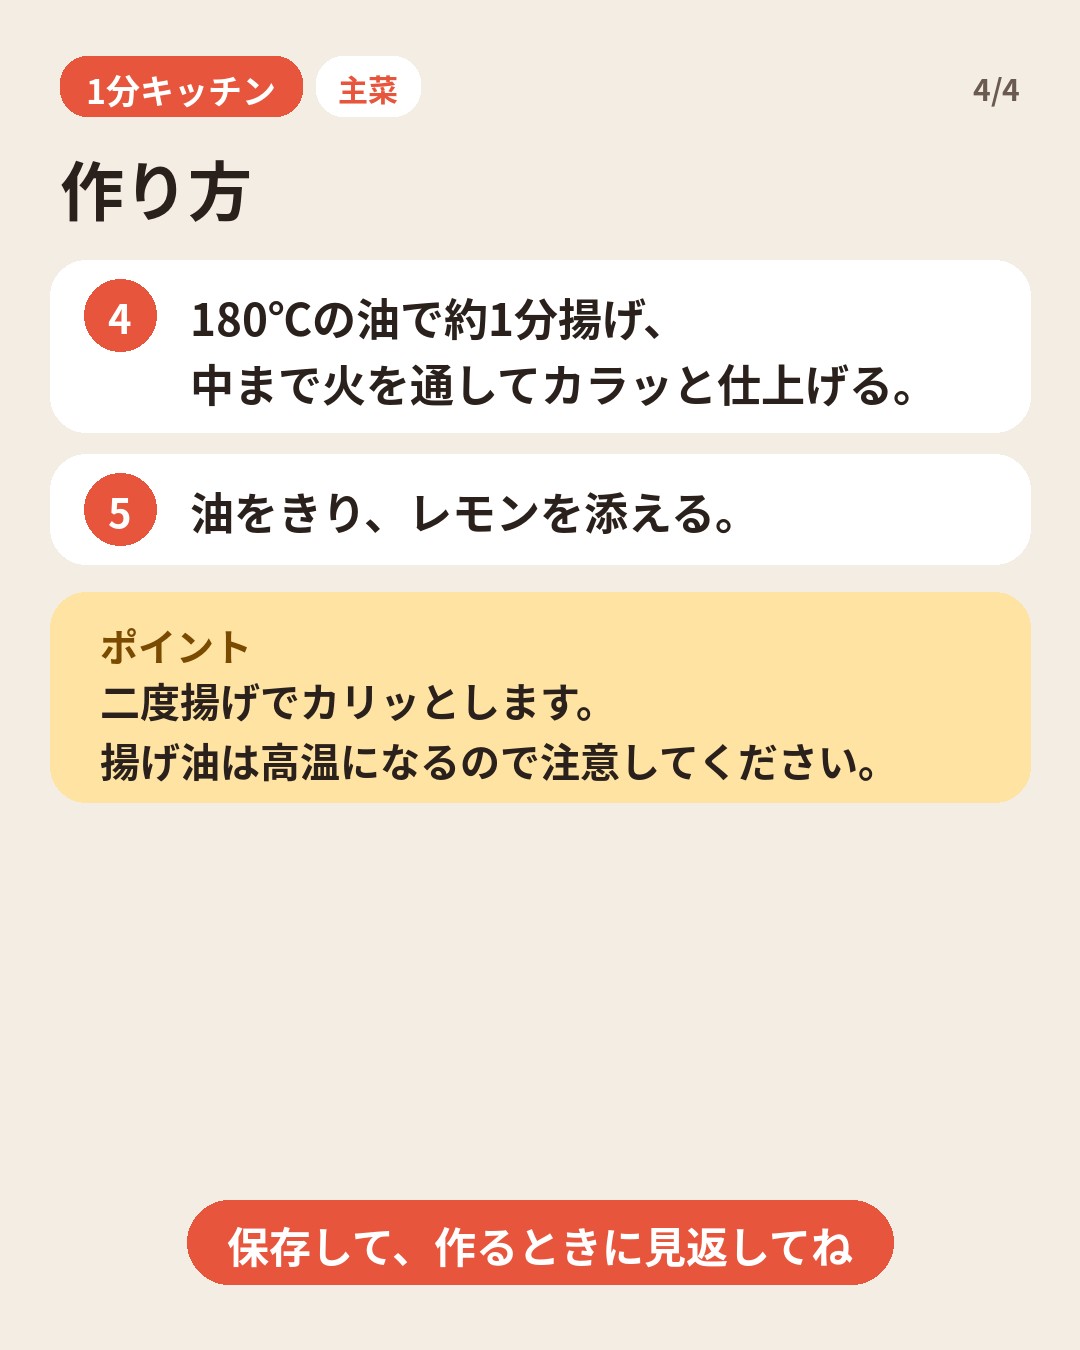 1分キッチン
主菜
4/4
作り方
4
180℃の油で約1分揚げ、
中まで火を通してカラッと仕上げる。
5
油をきり、レモンを添える。
ポイント
二度揚げでカリッとします。
揚げ油は高温になるので注意してください。
保存して、作るときに見返してね